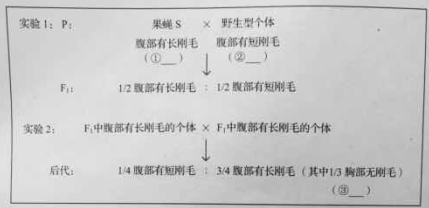 实验1：P： 果蝇S × 野生型个体
腹部有长刚毛 腹部有短刚毛
（①___） （②___）
F₁： 1/2 腹部有长刚毛 ： 1/2 腹部有短刚毛
实验2： F₁中腹部有长刚毛的个体 × F₁中腹部有长刚毛的个体
后代： 1/4 腹部有短刚毛 ： 3/4 腹部有长刚毛（其中1/3 胸部无刚毛）
（③___）